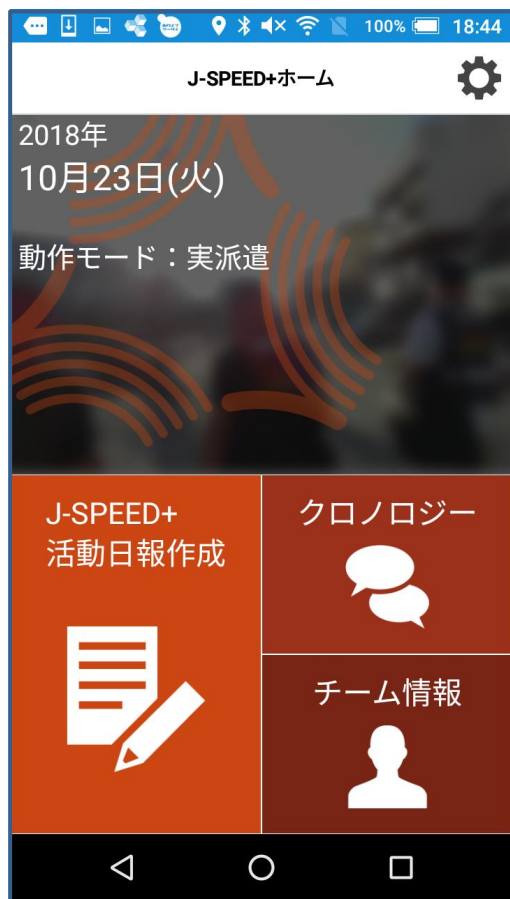 100% 18:44
J-SPEED+ホーム
2018年
10月23日(火)
動作モード：実派遣
J-SPEED+
活動日報作成
クロノロジー
チーム情報